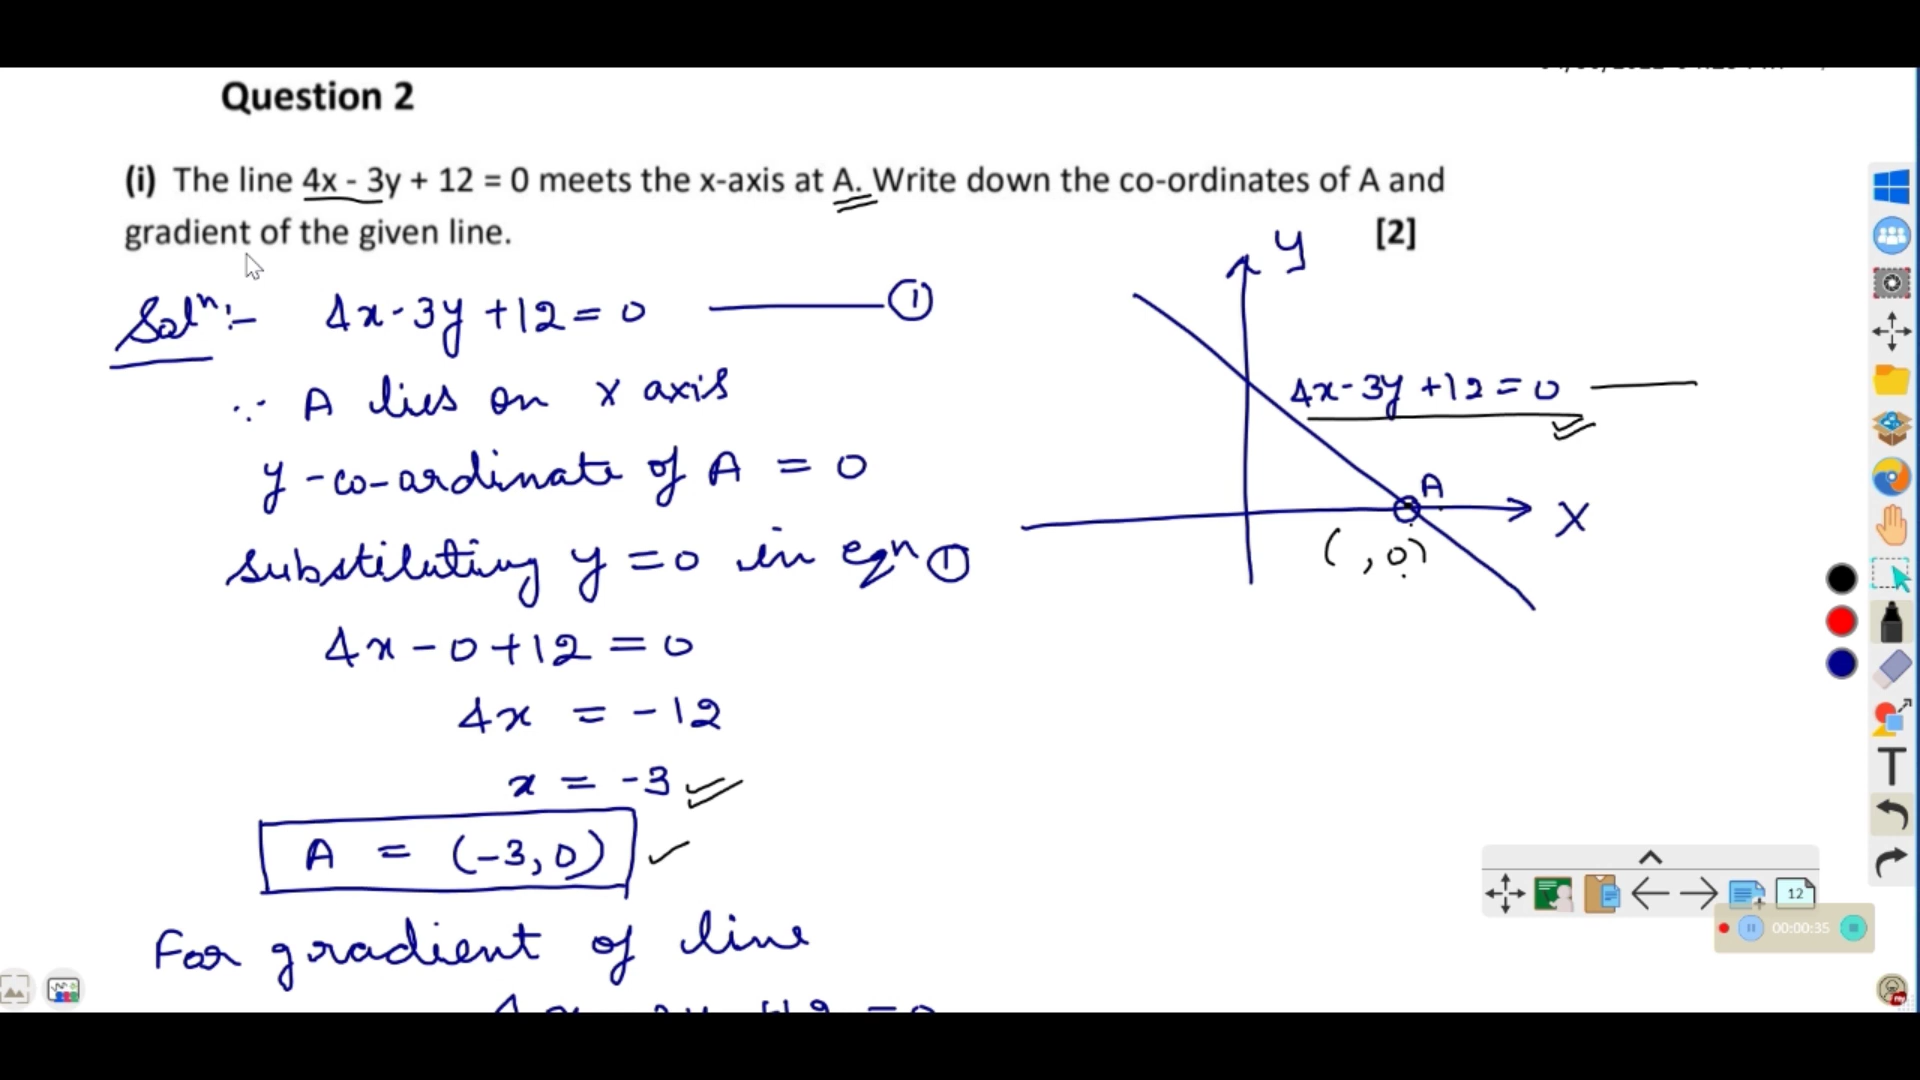 Question 2
(i) The line 4x - 3y + 12 = 0 meets the x-axis at A. Write down the co-ordinates of A and
gradient of the given line. [2]
Solⁿ:- 4x-3y+12=0 ①
∵ A lies on x axis
y-co-ordinate of A = 0
substituting y=0 in eqn ①
4x-0+12=0
4x = -12
x = -3
A = (-3,0)
For gradient of line
Y
4x-3y+12=0
A
X
( ,0)
T
12
00:00:35